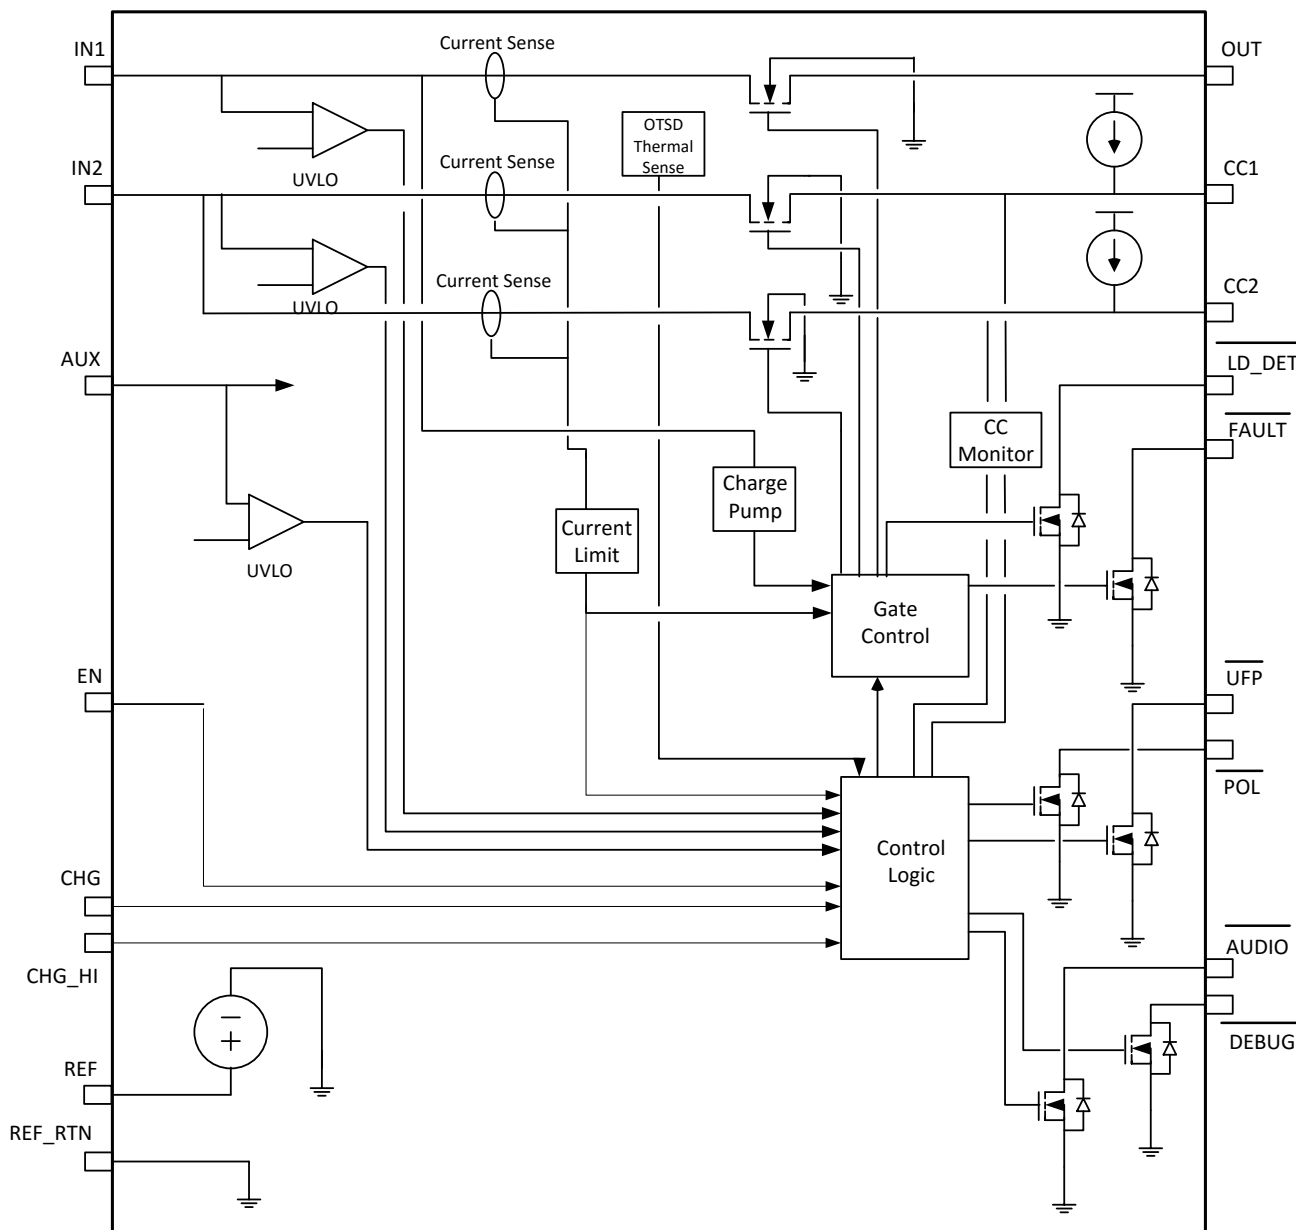 IN1
Current Sense
OUT
OTSD
Thermal
Sense
UVLO
IN2
Current Sense
CC1
UVLO
Current Sense
CC2
AUX
LD_DET
FAULT
CC
Monitor
Charge
Pump
Current
Limit
UVLO
Gate
Control
EN
UFP
POL
Control
Logic
CHG
AUDIO
CHG_HI
DEBUG
REF
REF_RTN